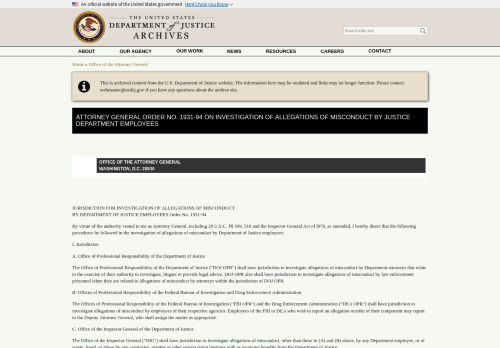 An official website of the United States government Here's how you know
THE UNITED STATES
DEPARTMENT of JUSTICE
ARCHIVES
Search this site
ABOUT OUR AGENCY OUR WORK NEWS RESOURCES CAREERS CONTACT
Home » Office of the Attorney General
This is archived content from the U.S. Department of Justice website. The information here may be outdated and links may no longer function. Please contact
webmaster@usdoj.gov if you have any questions about the archive site.
ATTORNEY GENERAL ORDER NO. 1931-94 ON INVESTIGATION OF ALLEGATIONS OF MISCONDUCT BY JUSTICE
DEPARTMENT EMPLOYEES
OFFICE OF THE ATTORNEY GENERAL
WASHINGTON, D.C. 20530
JURISDICTION FOR INVESTIGATION OF ALLEGATIONS OF MISCONDUCT
BY DEPARTMENT OF JUSTICE EMPLOYEES Order No. 1931-94
By virtue of the authority vested in me as Attorney General, including 28 U.S.C. §§ 509, 510 and the Inspector General Act of 1978, as amended, I hereby direct that the following
procedures be followed in the investigation of allegations of misconduct by Department of Justice employees:
I. Jurisdiction
A. Office of Professional Responsibility of the Department of Justice
The Office of Professional Responsibility of the Department of Justice ("DOJ OPR") shall have jurisdiction to investigate allegations of misconduct by Department attorneys that relate
to the exercise of their authority to investigate, litigate or provide legal advice. DOJ OPR also shall have jurisdiction to investigate allegations of misconduct by law enforcement
personnel when they are related to allegations of misconduct by attorneys within the jurisdiction of DOJ OPR.
B. Offices of Professional Responsibility of the Federal Bureau of Investigation and Drug Enforcement Administration
The Offices of Professional Responsibility of the Federal Bureau of Investigation ("FBI OPR") and the Drug Enforcement Administration ("DEA OPR") shall have jurisdiction to
investigate allegations of misconduct by employees of their respective agencies. Employees of the FBI or DEA who wish to report an allegation outside of their component may report
to the Deputy Attorney General, who shall assign the matter as appropriate.
C. Office of the Inspector General of the Department of Justice
The Office of the Inspector General ("OIG") shall have jurisdiction to investigate allegations of misconduct, other than those in (A) and (B) above, by any Department employee, or of
waste, fraud, or abuse by any contractor, grantee or other person doing business with or receiving benefits from the Department of Justice.